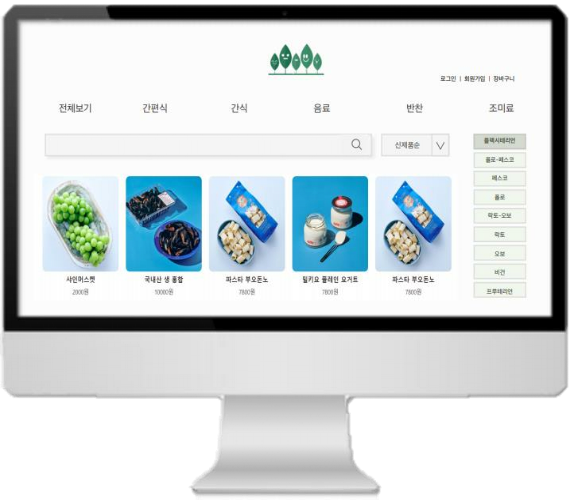 로그인 | 회원가입 | 장바구니
전체보기 간편식 간식 음료 반찬 조미료
신제품순
플렉시테리언
폴로-페스코
페스코
폴로
락토-오보
락토
오보
비건
프루테리언
샤인머스켓 국내산 생 홍합 파스타 부오돈노 밀키요 플레인 요거트 파스타 부오돈노
2000원 10000원 7800원 7800원 7800원